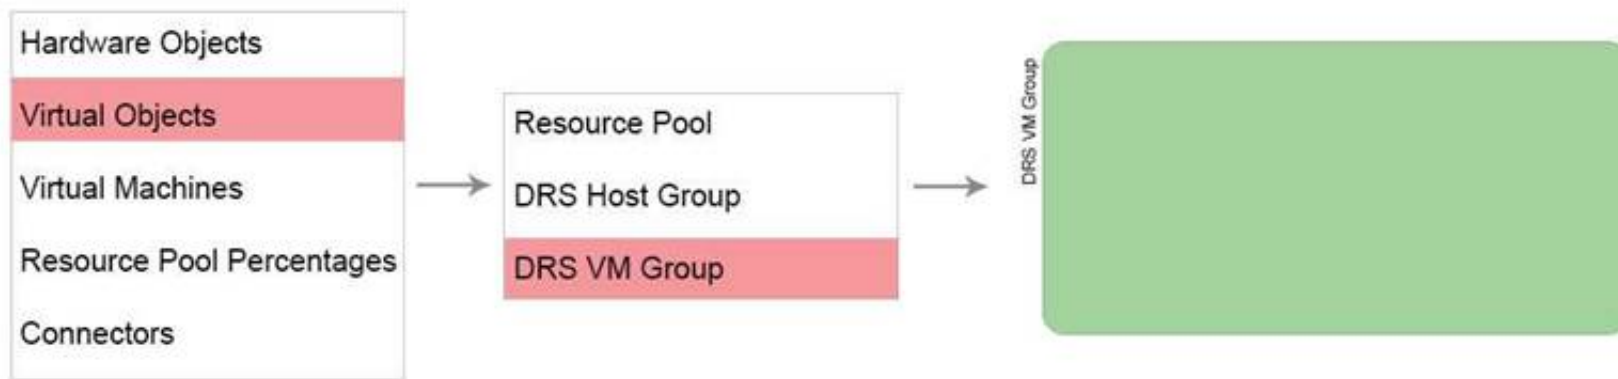 Hardware Objects
Virtual Objects
Virtual Machines
Resource Pool Percentages
Connectors
Resource Pool
DRS Host Group
DRS VM Group
DRS VM Group